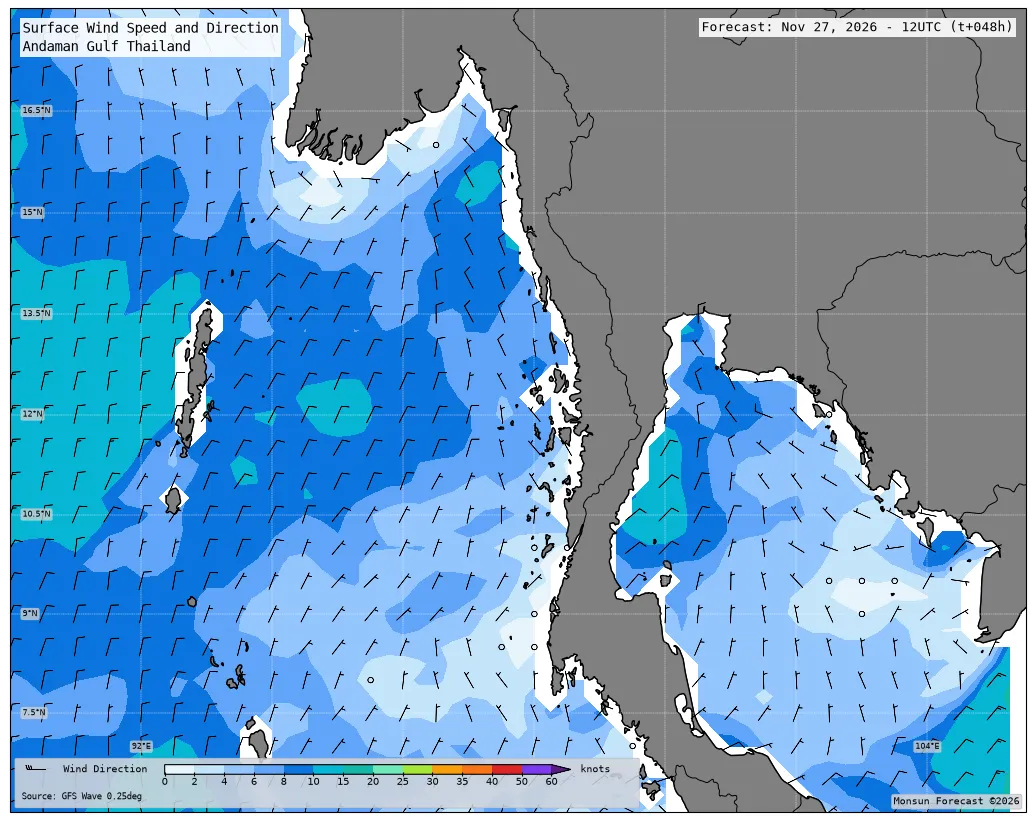 Surface Wind Speed and Direction
Andaman Gulf Thailand
Forecast: Nov 27, 2026 - 12UTC (t+048h)
16.5°N
15°N
13.5°N
12°N
10.5°N
9°N
7.5°N
92°E
104°E
Wind Direction
knots
0 2 4 6 8 10 15 20 25 30 35 40 50 60
Source: GFS Wave 0.25deg
Monsun Forecast ©2026